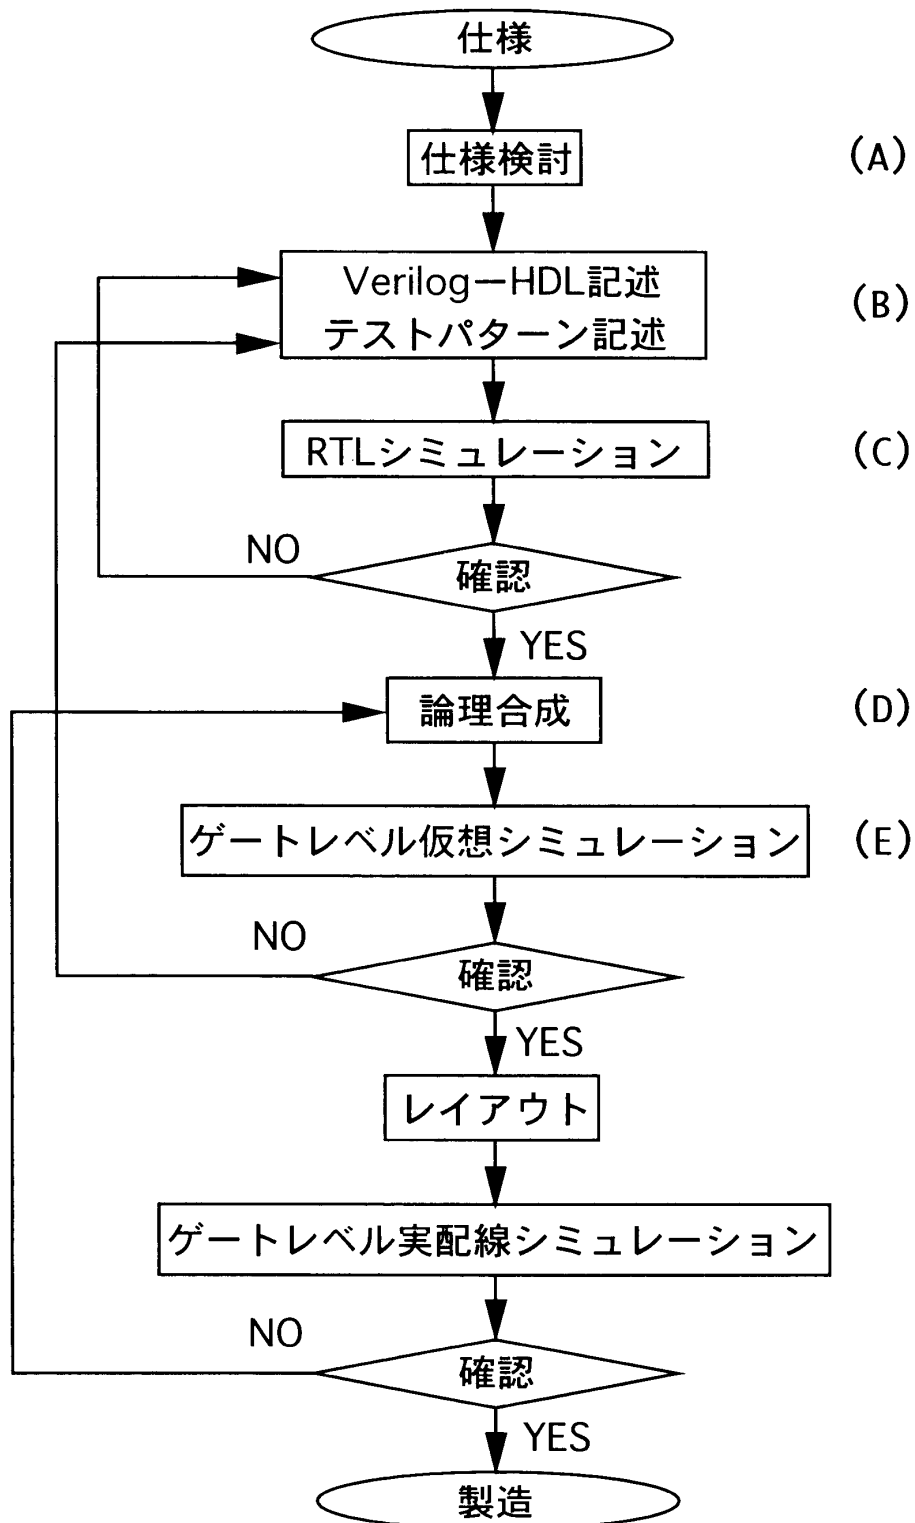 仕様
仕様検討
(A)
Verilog－HDL記述
テストパターン記述
(B)
RTLシミュレーション
(C)
NO
確認
YES
論理合成
(D)
ゲートレベル仮想シミュレーション
(E)
NO
確認
YES
レイアウト
ゲートレベル実配線シミュレーション
NO
確認
YES
製造